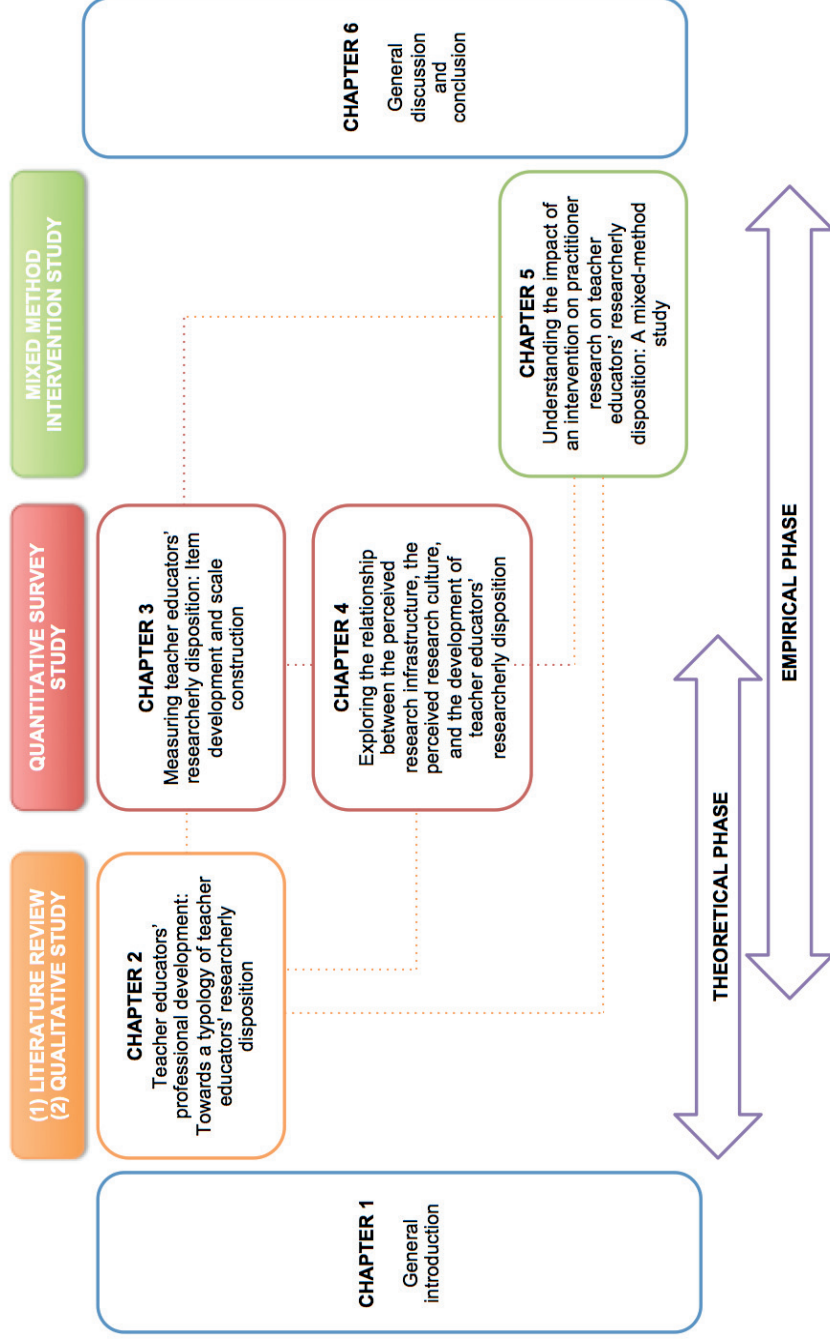 CHAPTER 1
General
introduction
(1) LITERATURE REVIEW
(2) QUALITATIVE STUDY
CHAPTER 2
Teacher educators’
professional development:
Towards a typology of teacher
educators’ researcherly
disposition
QUANTITATIVE SURVEY
STUDY
CHAPTER 3
Measuring teacher educators’
researcherly disposition: Item
development and scale
construction
CHAPTER 4
Exploring the relationship
between the perceived
research infrastructure, the
perceived research culture,
and the development of
teacher educators’
researcherly disposition
MIXED METHOD
INTERVENTION STUDY
CHAPTER 5
Understanding the impact of
an intervention on practitioner
research on teacher
educators’ researcherly
disposition: A mixed-method
study
CHAPTER 6
General
discussion
and
conclusion
THEORETICAL PHASE
EMPIRICAL PHASE